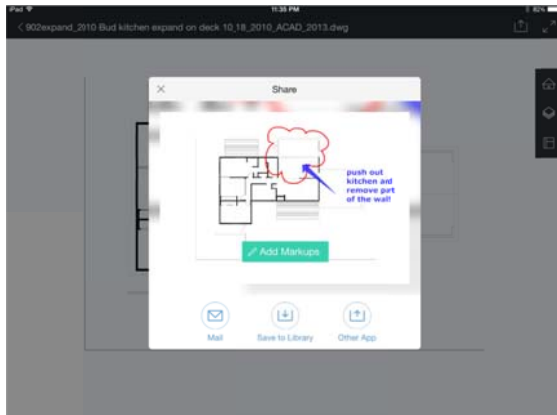 iPad
11:35 PM
82%
902expand_2010 Bud kitchen expand on deck 10_18_2010_ACAD_2013.dwg
Share
push out
kitchen and
remove part
of the wall
Add Markups
Mail
Save to Library
Other App